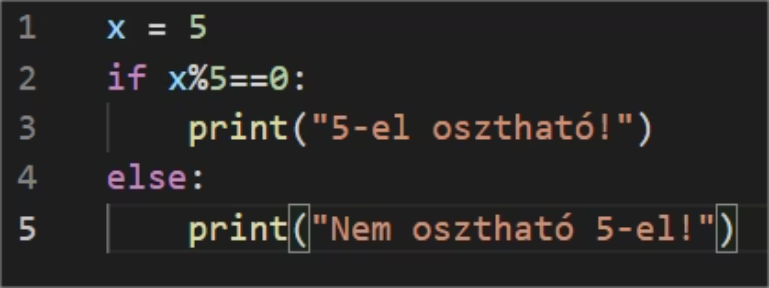 1 x = 5
2 if x%5==0:
3     print("5-el osztható!")
4 else:
5     print("Nem osztható 5-el!")